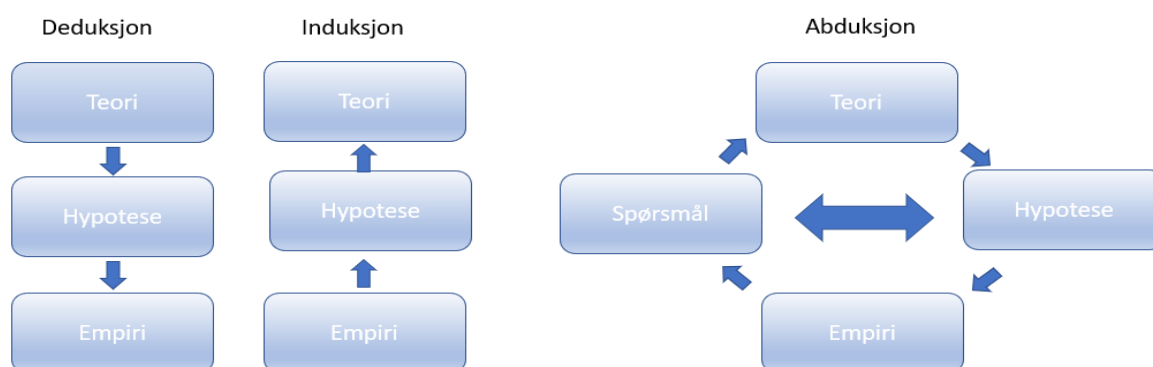 Deduksjon
Teori
Hypotese
Empiri
Induksjon
Teori
Hypotese
Empiri
Abduksjon
Teori
Spørsmål
Hypotese
Empiri